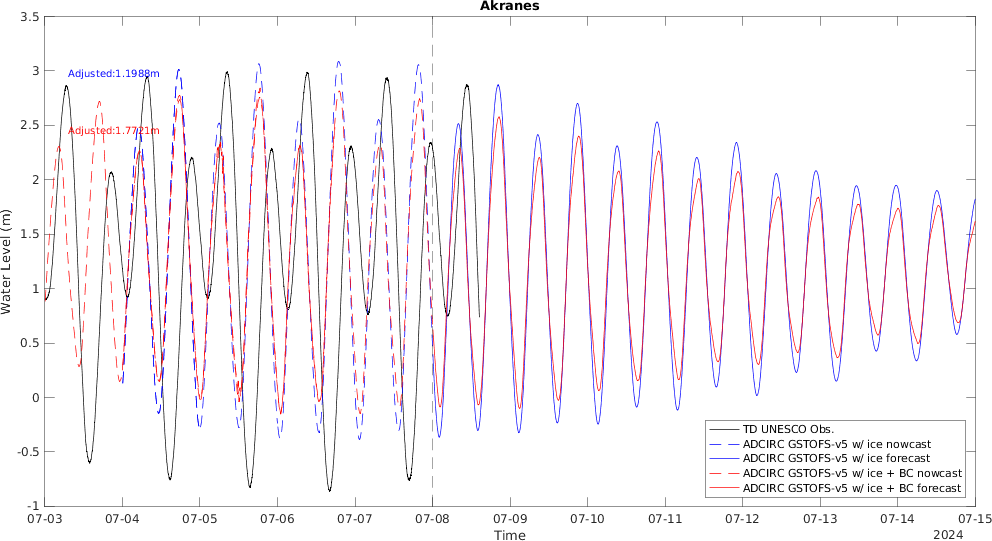 Akranes
3.5
3
2.5
2
1.5
1
0.5
0
-0.5
-1
Water Level (m)
Adjusted:1.1988m
Adjusted:1.7721m
TD UNESCO Obs.
ADCIRC GSTOFS-v5 w/ ice nowcast
ADCIRC GSTOFS-v5 w/ ice forecast
ADCIRC GSTOFS-v5 w/ ice + BC nowcast
ADCIRC GSTOFS-v5 w/ ice + BC forecast
07-03 07-04 07-05 07-06 07-07 07-08 07-09 07-10 07-11 07-12 07-13 07-14 07-15
Time
2024